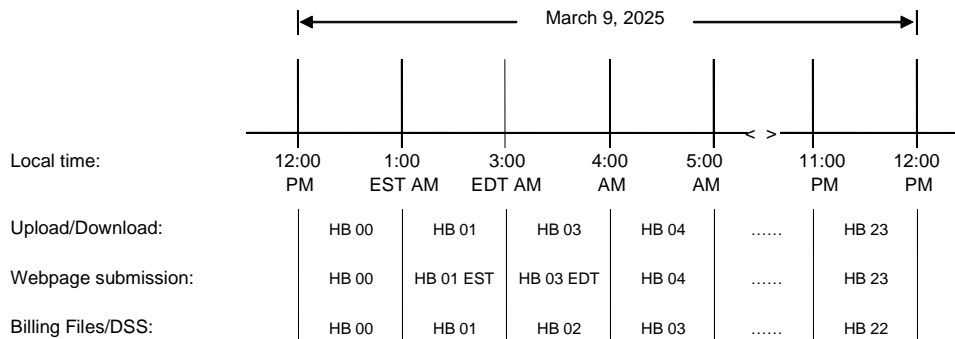 March 9, 2025
< >
Local time: 12:00 1:00 3:00 4:00 5:00 11:00 12:00
PM EST AM EDT AM AM AM PM PM
Upload/Download: HB 00 HB 01 HB 03 HB 04 …… HB 23
Webpage submission: HB 00 HB 01 EST HB 03 EDT HB 04 …… HB 23
Billing Files/DSS: HB 00 HB 01 HB 02 HB 03 …… HB 22